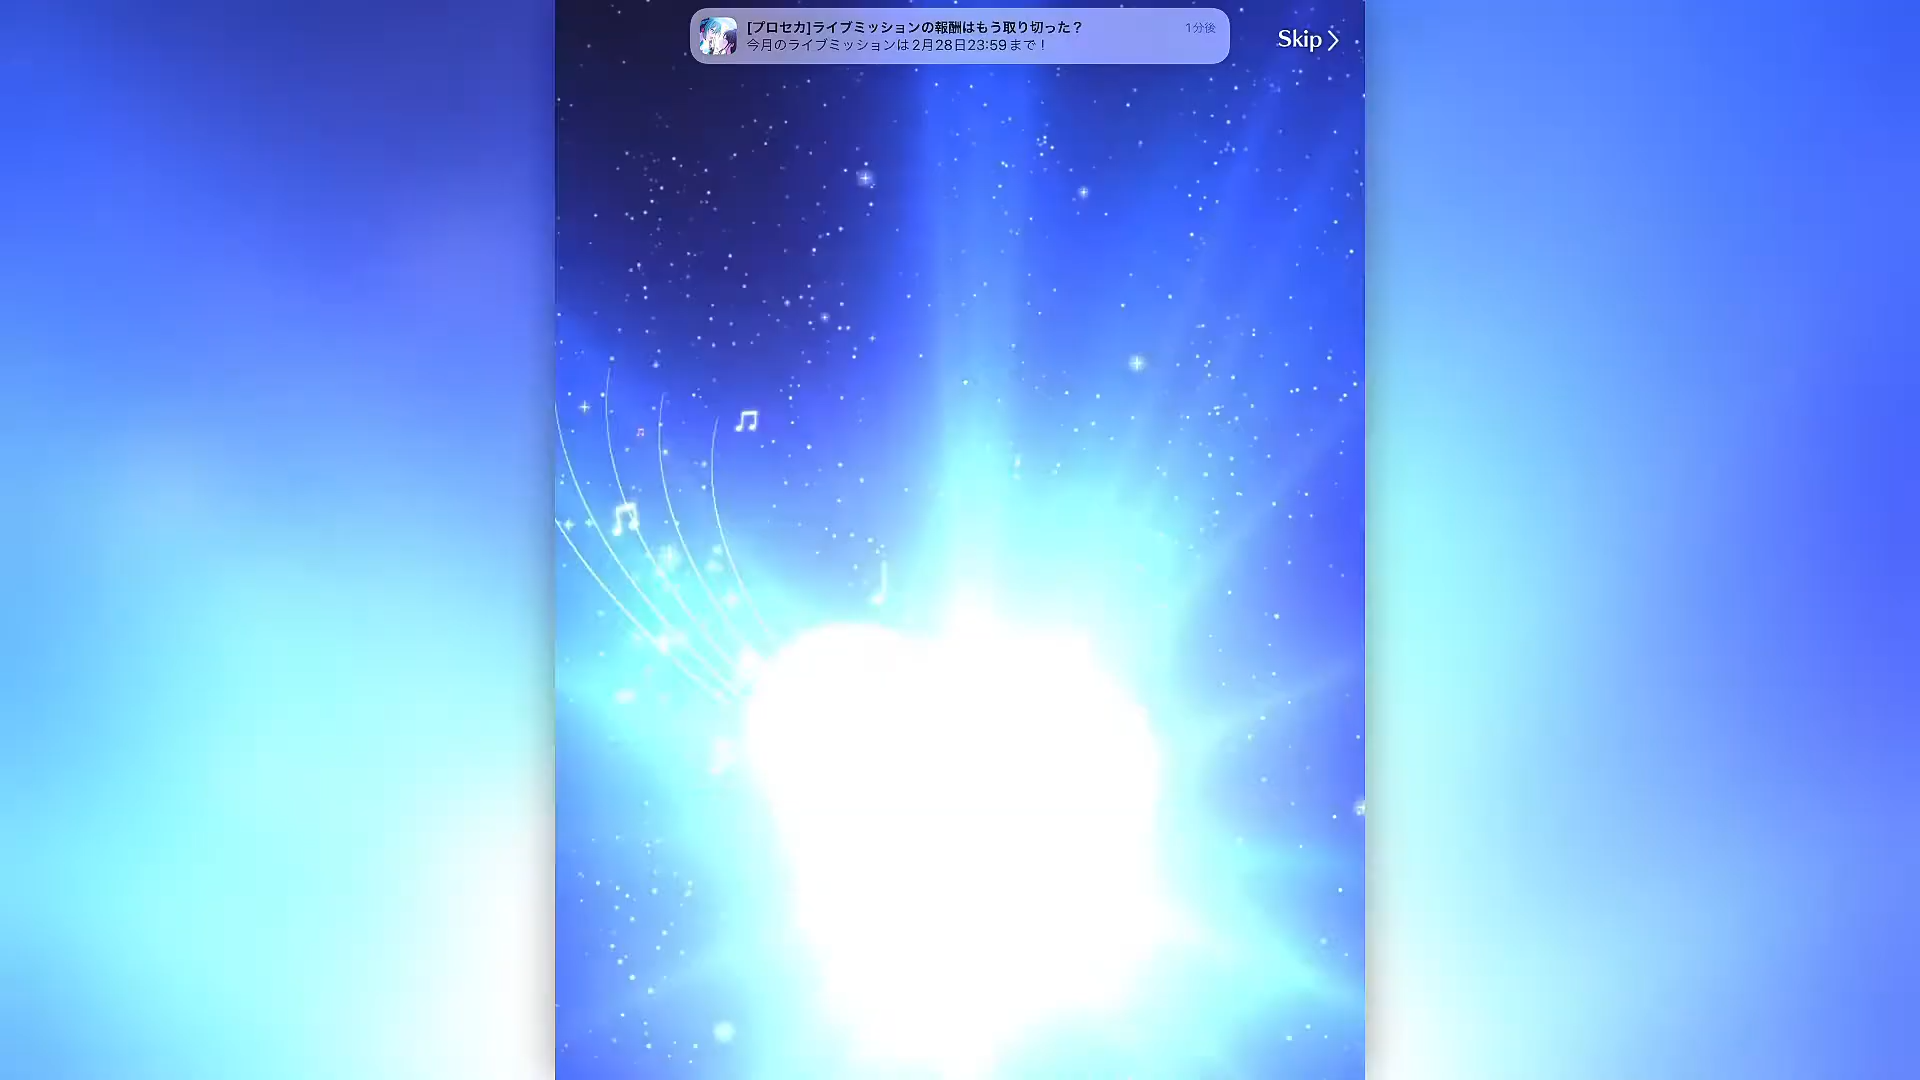 [プロセカ]ライブミッションの報酬はもう取り切った？
1分後
今月のライブミッションは2月28日23:59まで！
Skip